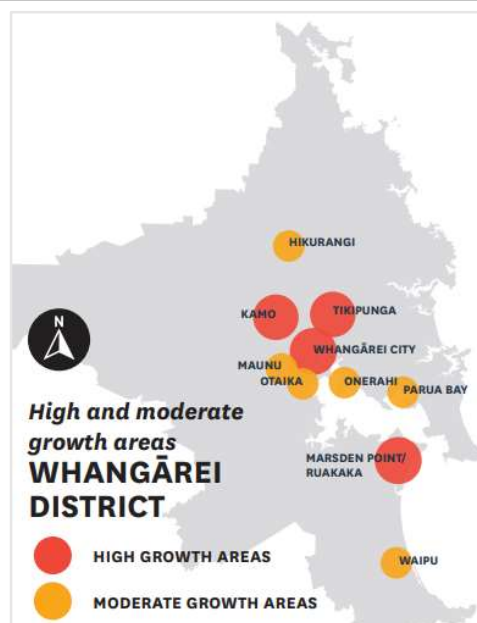 HIKURANGI
KAMO
TIKIPUNGA
WHANGĀREI CITY
MAUNU
OTAIKA
ONERAHI
PARUA BAY
N
MARSDEN POINT/
RUAKAKA
WAIPU
High and moderate
growth areas
WHANGĀREI
DISTRICT
HIGH GROWTH AREAS
MODERATE GROWTH AREAS